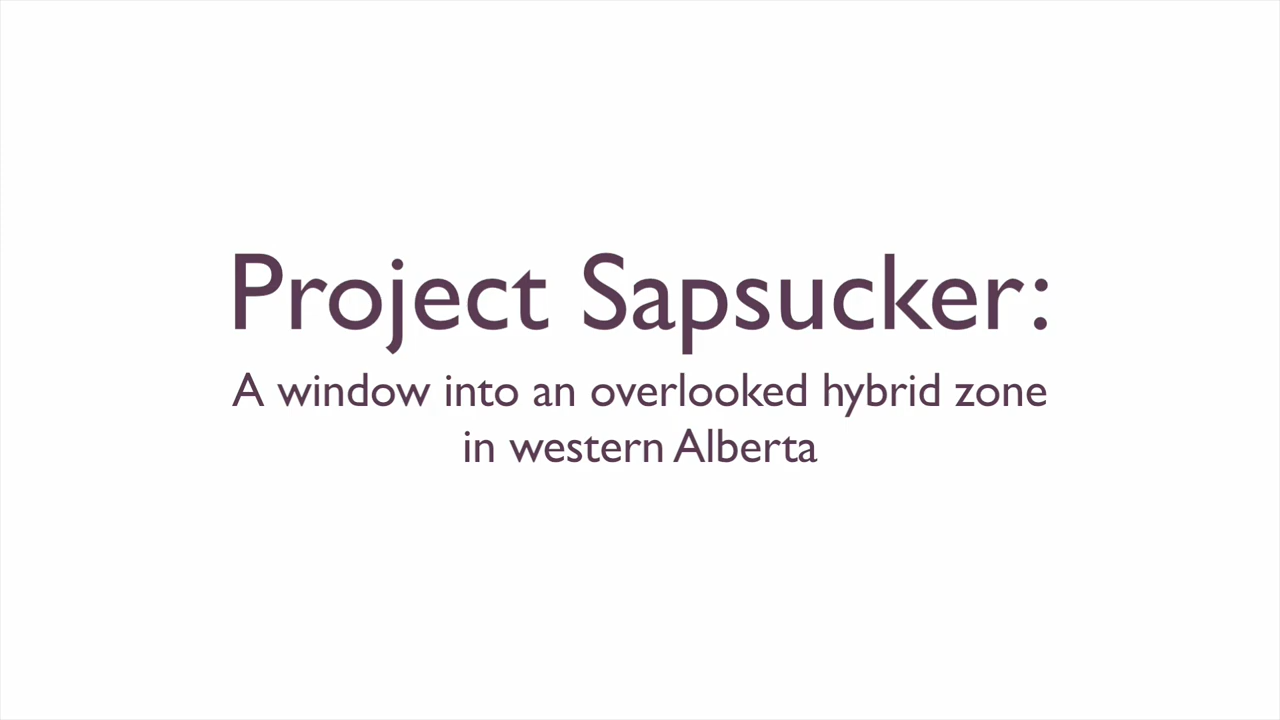 Project Sapsucker:
A window into an overlooked hybrid zone
in western Alberta